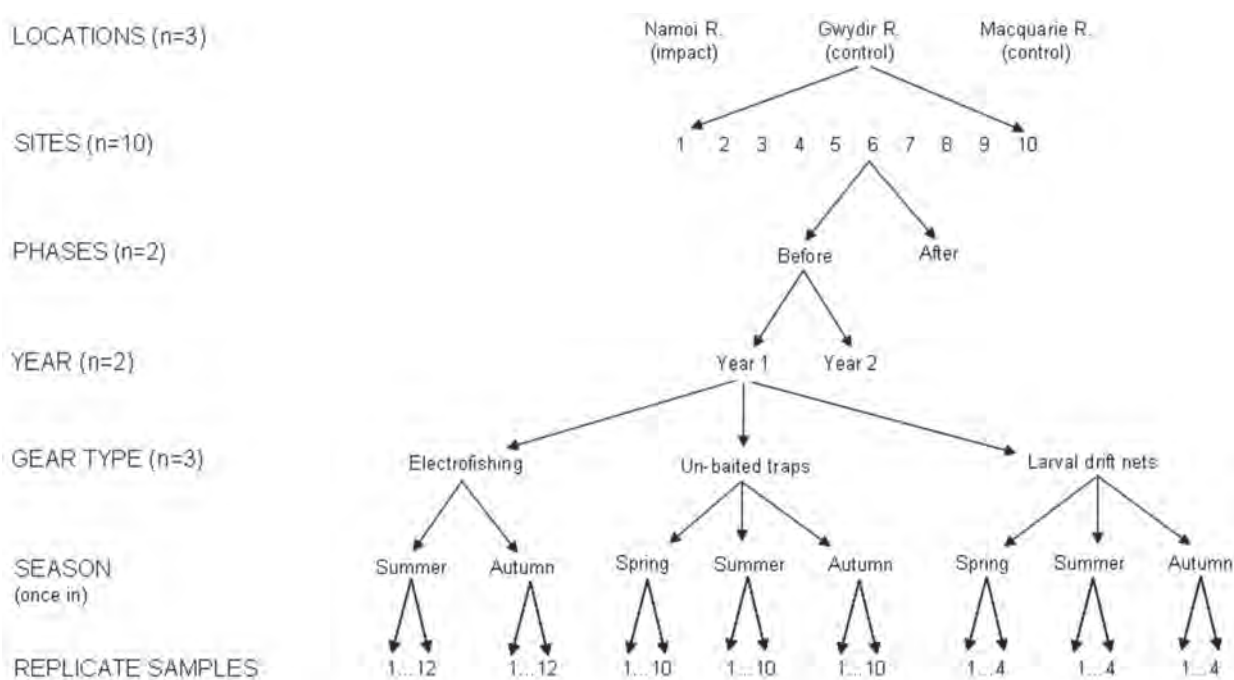 LOCATIONS (n=3)
Namoi R. Gwydir R. Macquarie R.
(impact) (control) (control)
SITES (n=10)
1 2 3 4 5 6 7 8 9 10
PHASES (n=2)
Before After
YEAR (n=2)
Year 1 Year 2
GEAR TYPE (n=3)
Electrofishing Un-baited traps Larval drift nets
SEASON
Summer Autumn Spring Summer Autumn Spring Summer Autumn
(once in)
REPLICATE SAMPLES
1...12 1...12 1...10 1...10 1...10 1...4 1...4 1...4